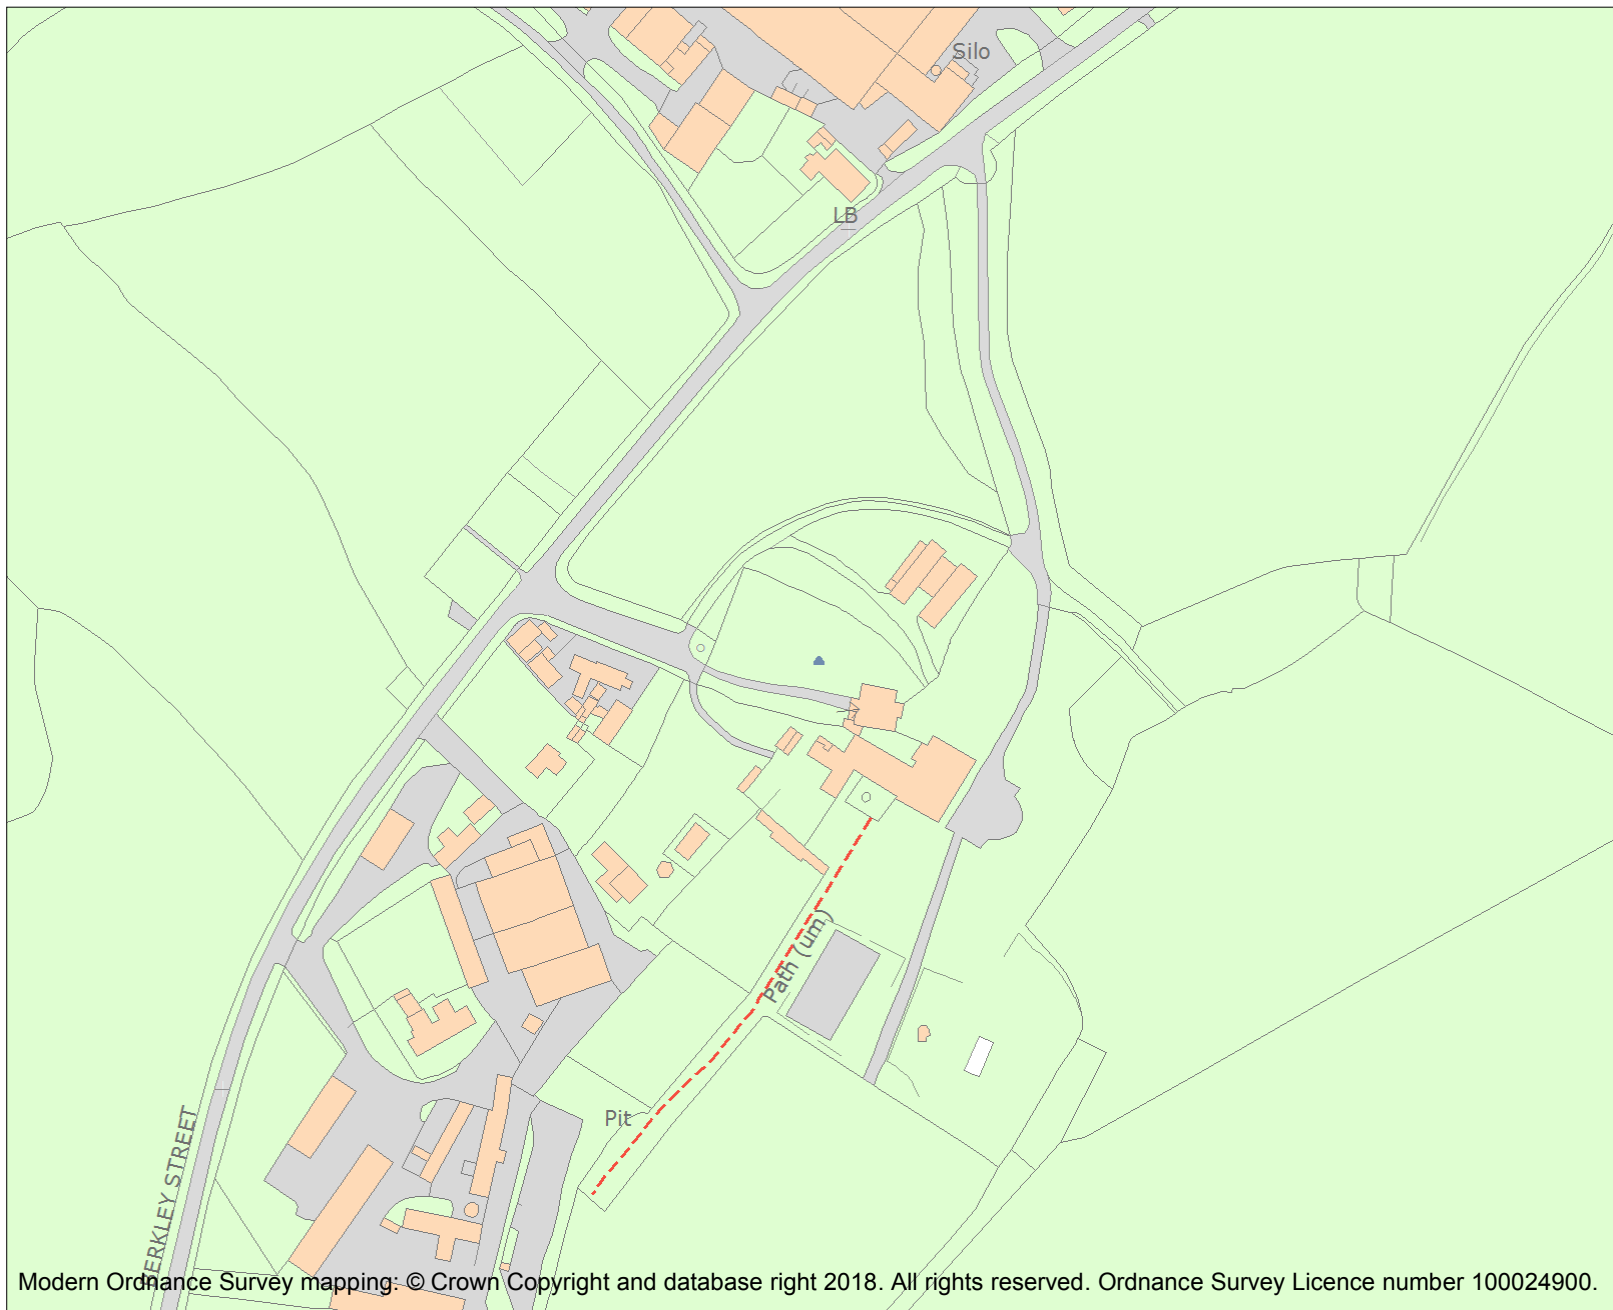 Silo
LB
Path (um)
Pit
BERKLEY STREET
Modern Ordnance Survey mapping: © Crown Copyright and database right 2018. All rights reserved. Ordnance Survey Licence number 100024900.